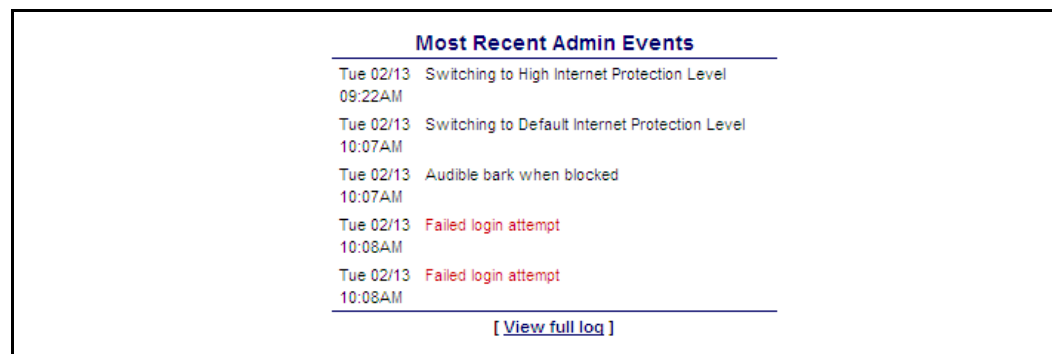 Most Recent Admin Events
Tue 02/13 Switching to High Internet Protection Level
09:22AM
Tue 02/13 Switching to Default Internet Protection Level
10:07AM
Tue 02/13 Audible bark when blocked
10:07AM
Tue 02/13 Failed login attempt
10:08AM
Tue 02/13 Failed login attempt
10:08AM
[ View full log ]